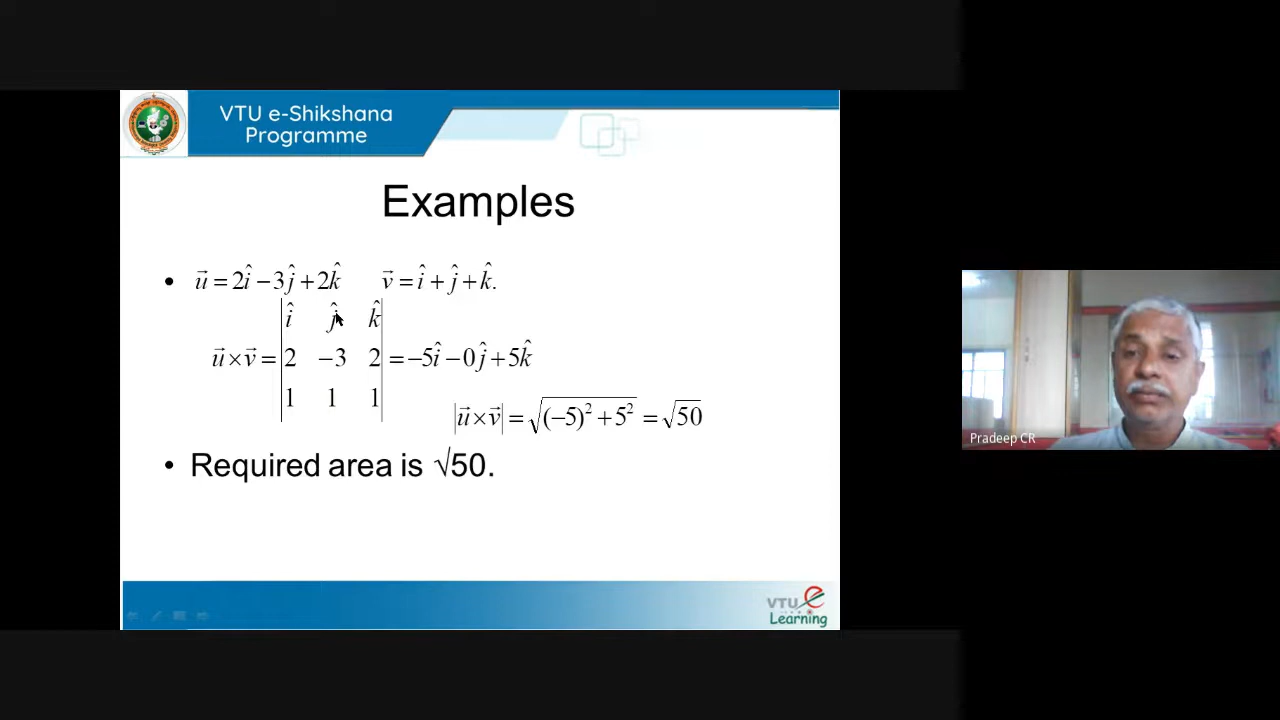 VTU e-Shikshana
Programme
Examples
• u⃗ = 2î − 3ĵ + 2k̂ v⃗ = î + ĵ + k̂.
î ĵ k̂
u⃗ × v⃗ = |2 −3 2| = −5î − 0ĵ + 5k̂
1 1 1
|u⃗ × v⃗| = √((−5)² + 5²) = √50
• Required area is √50.
Pradeep CR
VTU e
Learning